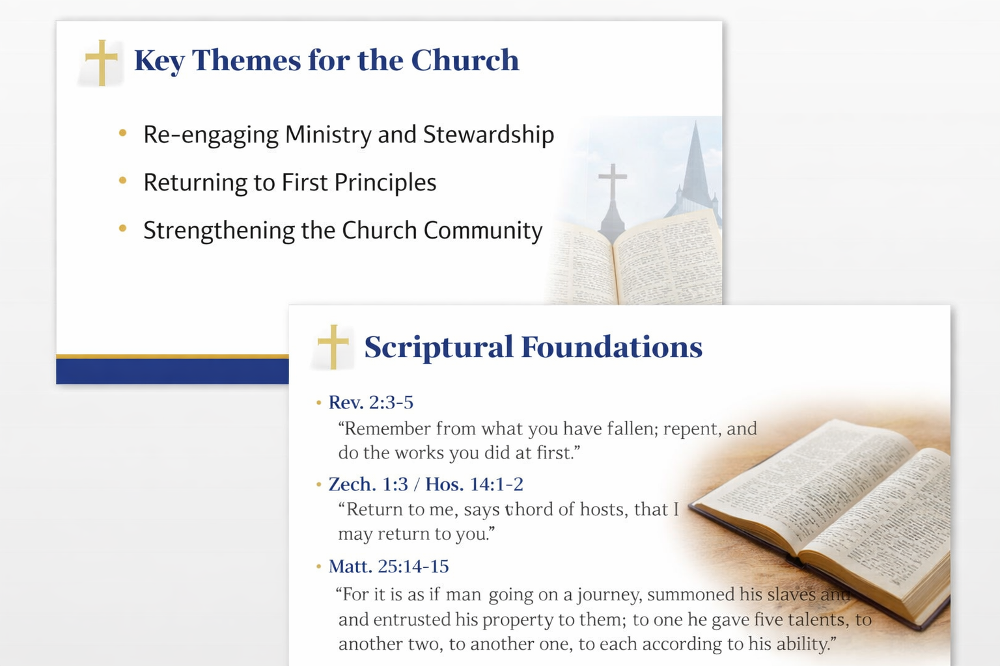 Key Themes for the Church
• Re-engaging Ministry and Stewardship
• Returning to First Principles
• Strengthening the Church Community
Scriptural Foundations
• Rev. 2:3-5
“Remember from what you have fallen; repent, and
do the works you did at first.”
• Zech. 1:3 / Hos. 14:1-2
“Return to me, says thord of hosts, that I
may return to you.”
• Matt. 25:14-15
“For it is as if man going on a journey, summoned his slaves and
and entrusted his property to them; to one he gave five talents, to
another two, to another one, to each according to his ability.”